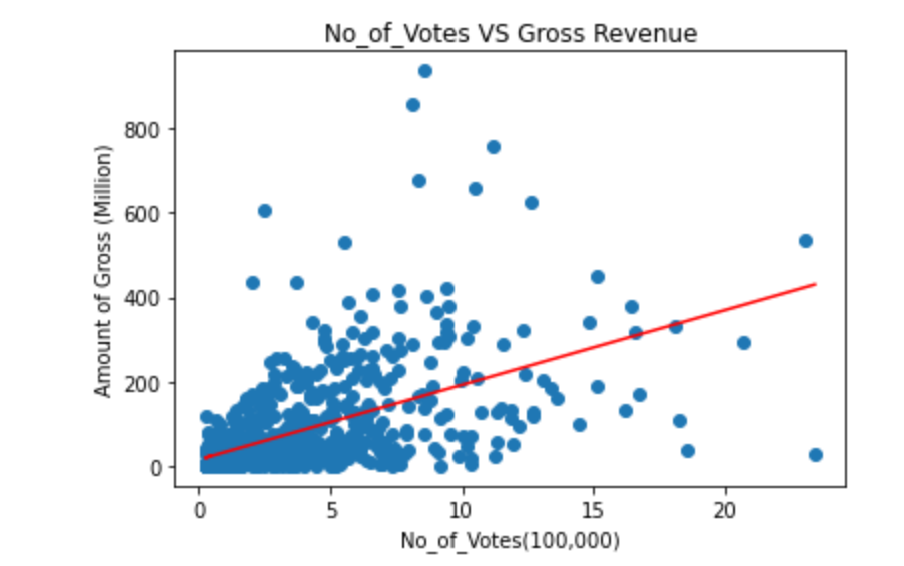 No_of_Votes VS Gross Revenue
Amount of Gross (Million)
800
600
400
200
0
0 5 10 15 20
No_of_Votes(100,000)